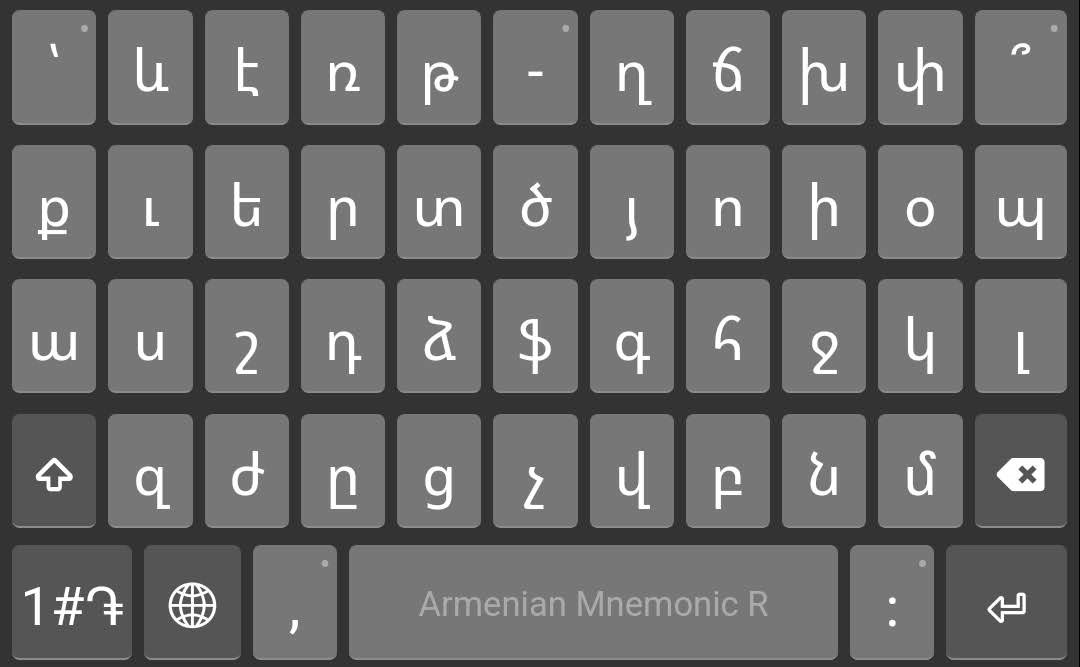 ՝ և է ռ թ - ղ ճ խ փ ՞
ք ւ ե ր տ ծ յ ո ի օ պ
ա ս շ դ ձ ֆ գ հ ջ կ լ
զ ժ ը ց չ վ բ ն մ
1#֏ , Armenian Mnemonic R :